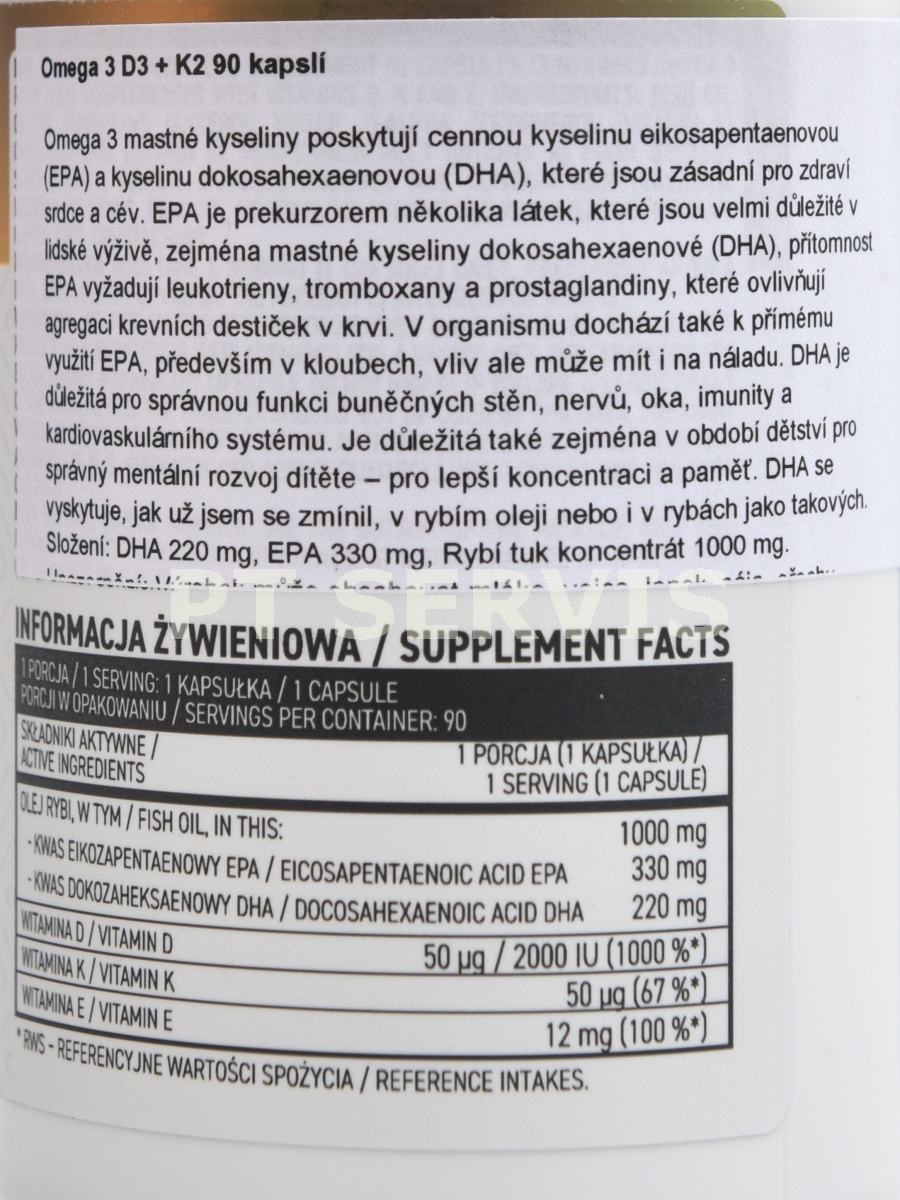 Omega 3 D3 + K2 90 kapslí
Omega 3 mastné kyseliny poskytují cennou kyselinu eikosapentaenovou
(EPA) a kyselinu dokosahexaenovou (DHA), které jsou zásadní pro zdraví
srdce a cév. EPA je prekurzorem několika látek, které jsou velmi důležité v
lidské výživě, zejména mastné kyseliny dokosahexaenové (DHA), přítomnost
EPA vyžadují leukotrieny, tromboxany a prostaglandiny, které ovlivňují
agregaci krevních destiček v krvi. V organismu dochází také k přímému
využití EPA, především v kloubech, vliv ale může mít i na náladu. DHA je
důležitá pro správnou funkci buněčných stěn, nervů, oka, imunity a
kardiovaskulárního systému. Je důležitá také zejména v období dětství pro
správný mentální rozvoj dítěte – pro lepší koncentraci a paměť. DHA se
vyskytuje, jak už jsem se zmínil, v rybím oleji nebo i v rybách jako takových.
Složení: DHA 220 mg, EPA 330 mg, Rybí tuk koncentrát 1000 mg.
PT SERVIS
INFORMACJA ŻYWIENIOWA / SUPPLEMENT FACTS
1 PORCJA / 1 SERVING: 1 KAPSUŁKA / 1 CAPSULE
PORCJI W OPAKOWANIU / SERVINGS PER CONTAINER: 90
SKŁADNIKI AKTYWNE /
ACTIVE INGREDIENTS
1 PORCJA (1 KAPSUŁKA) /
1 SERVING (1 CAPSULE)
OLEJ RYBI, W TYM / FISH OIL, IN THIS: 1000 mg
- KWAS EIKOZAPENTAENOWY EPA / EICOSAPENTAENOIC ACID EPA 330 mg
- KWAS DOKOZAHEKSAENOWY DHA / DOCOSAHEXAENOIC ACID DHA 220 mg
WITAMINA D / VITAMIN D 50 µg / 2000 IU (1000 %*)
WITAMINA K / VITAMIN K 50 µg (67 %*)
WITAMINA E / VITAMIN E 12 mg (100 %*)
* RWS - REFERENCYJNE WARTOŚCI SPOŻYCIA / REFERENCE INTAKES.